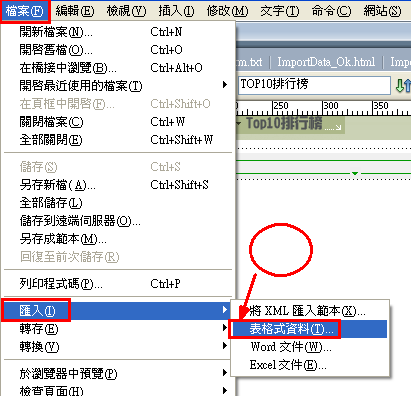 檔案(F) 編輯(E) 檢視(V) 插入(I) 修改(M) 文字(T) 命令(C) 網站(S)
開新檔案(N)... Ctrl+N
開啟舊檔(O)... Ctrl+O
在橋接中瀏覽(B)... Ctrl+Alt+O
開啟最近使用的檔案(T)
在頁框中開啟(F)... Ctrl+Shift+O
關閉檔案(C) Ctrl+W
全部關閉(E) Ctrl+Shift+W
儲存(S) Ctrl+S
另存新檔(A)... Ctrl+Shift+S
全部儲存(L)
儲存到遠端伺服器(O)...
另存成範本(M)...
回復至前次儲存(R)
列印程式碼(P)... Ctrl+P
匯入(I)
轉存(E)
轉換(V)
於瀏覽器中預覽(P)
檢查頁面(H)
rm.txt ImportData_Ok.html Impo
TOP10排行榜
250 300 350
Top10排行榜
將 XML 匯入範本(X)...
表格式資料(T)...
Word 文件(W)...
Excel 文件(E)...